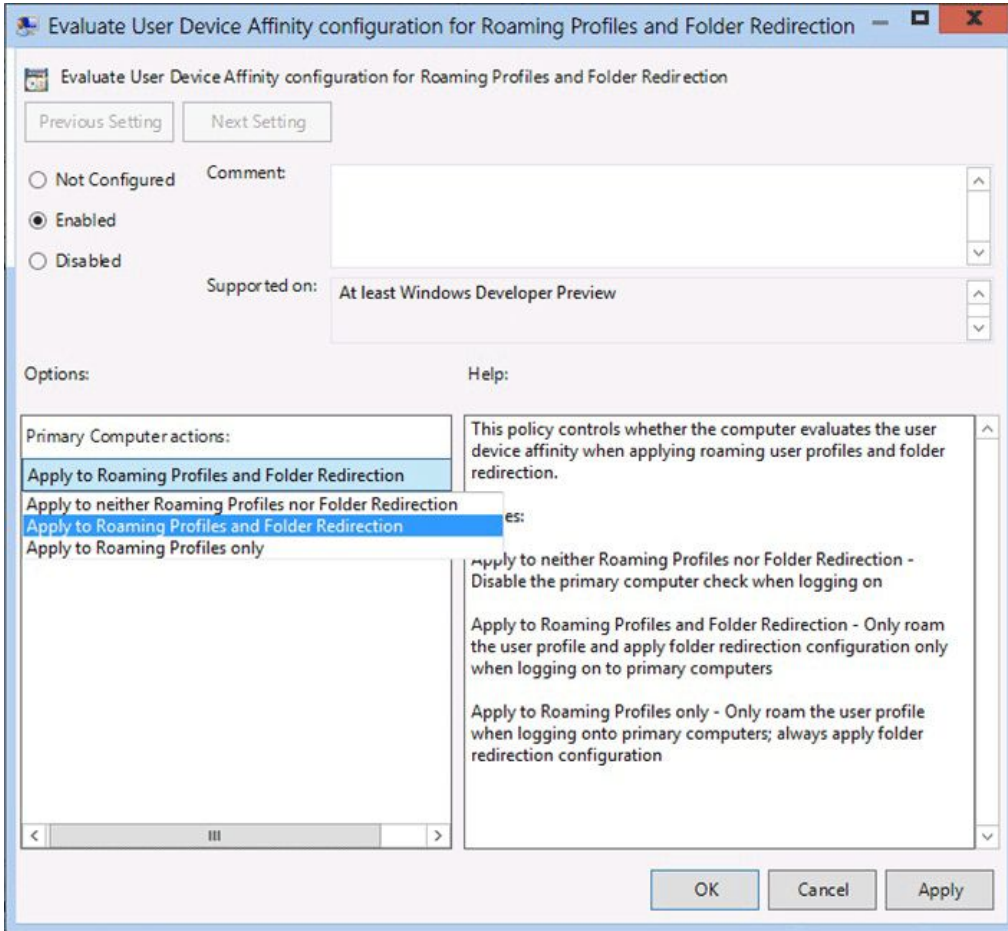 Evaluate User Device Affinity configuration for Roaming Profiles and Folder Redirection
Evaluate User Device Affinity configuration for Roaming Profiles and Folder Redirection
Previous Setting
Next Setting
Not Configured
Enabled
Disabled
Comment:
Supported on:
At least Windows Developer Preview
Options:
Help:
Primary Computer actions:
Apply to Roaming Profiles and Folder Redirection
Apply to neither Roaming Profiles nor Folder Redirection
Apply to Roaming Profiles and Folder Redirection
Apply to Roaming Profiles only
This policy controls whether the computer evaluates the user
device affinity when applying roaming user profiles and folder
redirection.
es:
Apply to neither Roaming Profiles nor Folder Redirection -
Disable the primary computer check when logging on
Apply to Roaming Profiles and Folder Redirection - Only roam
the user profile and apply folder redirection configuration only
when logging on to primary computers
Apply to Roaming Profiles only - Only roam the user profile
when logging onto primary computers; always apply folder
redirection configuration
OK
Cancel
Apply